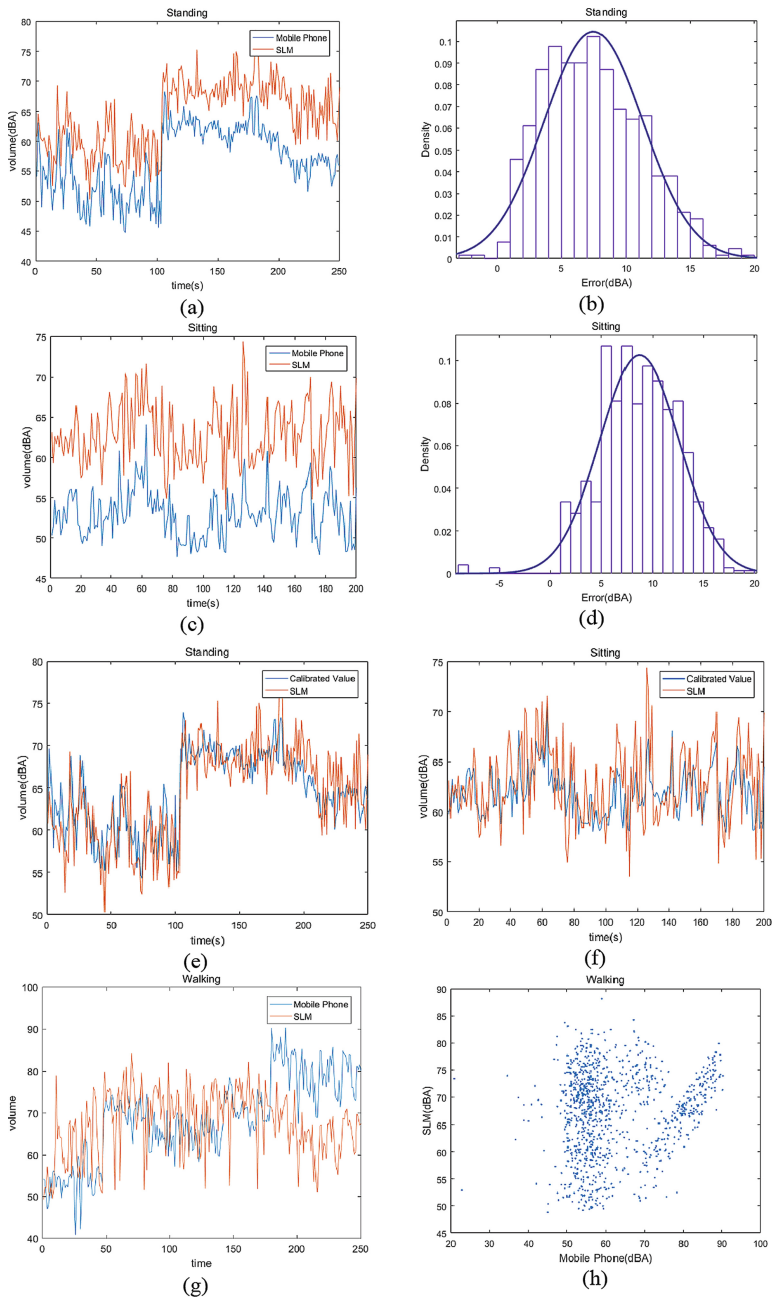 Standing
80
75
70
65
60
55
50
45
40
volume(dBA)
Mobile Phone
SLM
0 50 100 150 200 250
time(s)
(a)
Standing
0.1
0.09
0.08
0.07
0.06
0.05
0.04
0.03
0.02
0.01
0
Density
0 5 10 15 20
Error(dBA)
(b)
Sitting
75
70
65
60
55
50
45
volume(dBA)
Mobile Phone
SLM
0 20 40 60 80 100 120 140 160 180 200
time(s)
(c)
Sitting
0.1
0.08
0.06
0.04
0.02
0
Density
-5 0 5 10 15 20
Error(dBA)
(d)
Standing
80
75
70
65
60
55
50
volume(dBA)
Calibrated Value
SLM
0 50 100 150 200 250
time(s)
(e)
Sitting
75
70
65
60
55
50
volume(dBA)
Calibrated Value
SLM
0 20 40 60 80 100 120 140 160 180 200
time(s)
(f)
Walking
100
90
80
70
60
50
40
volume
Mobile Phone
SLM
0 50 100 150 200 250
time
(g)
Walking
90
85
80
75
70
65
60
55
50
45
SLM(dBA)
20 30 40 50 60 70 80 90 100
Mobile Phone(dBA)
(h)